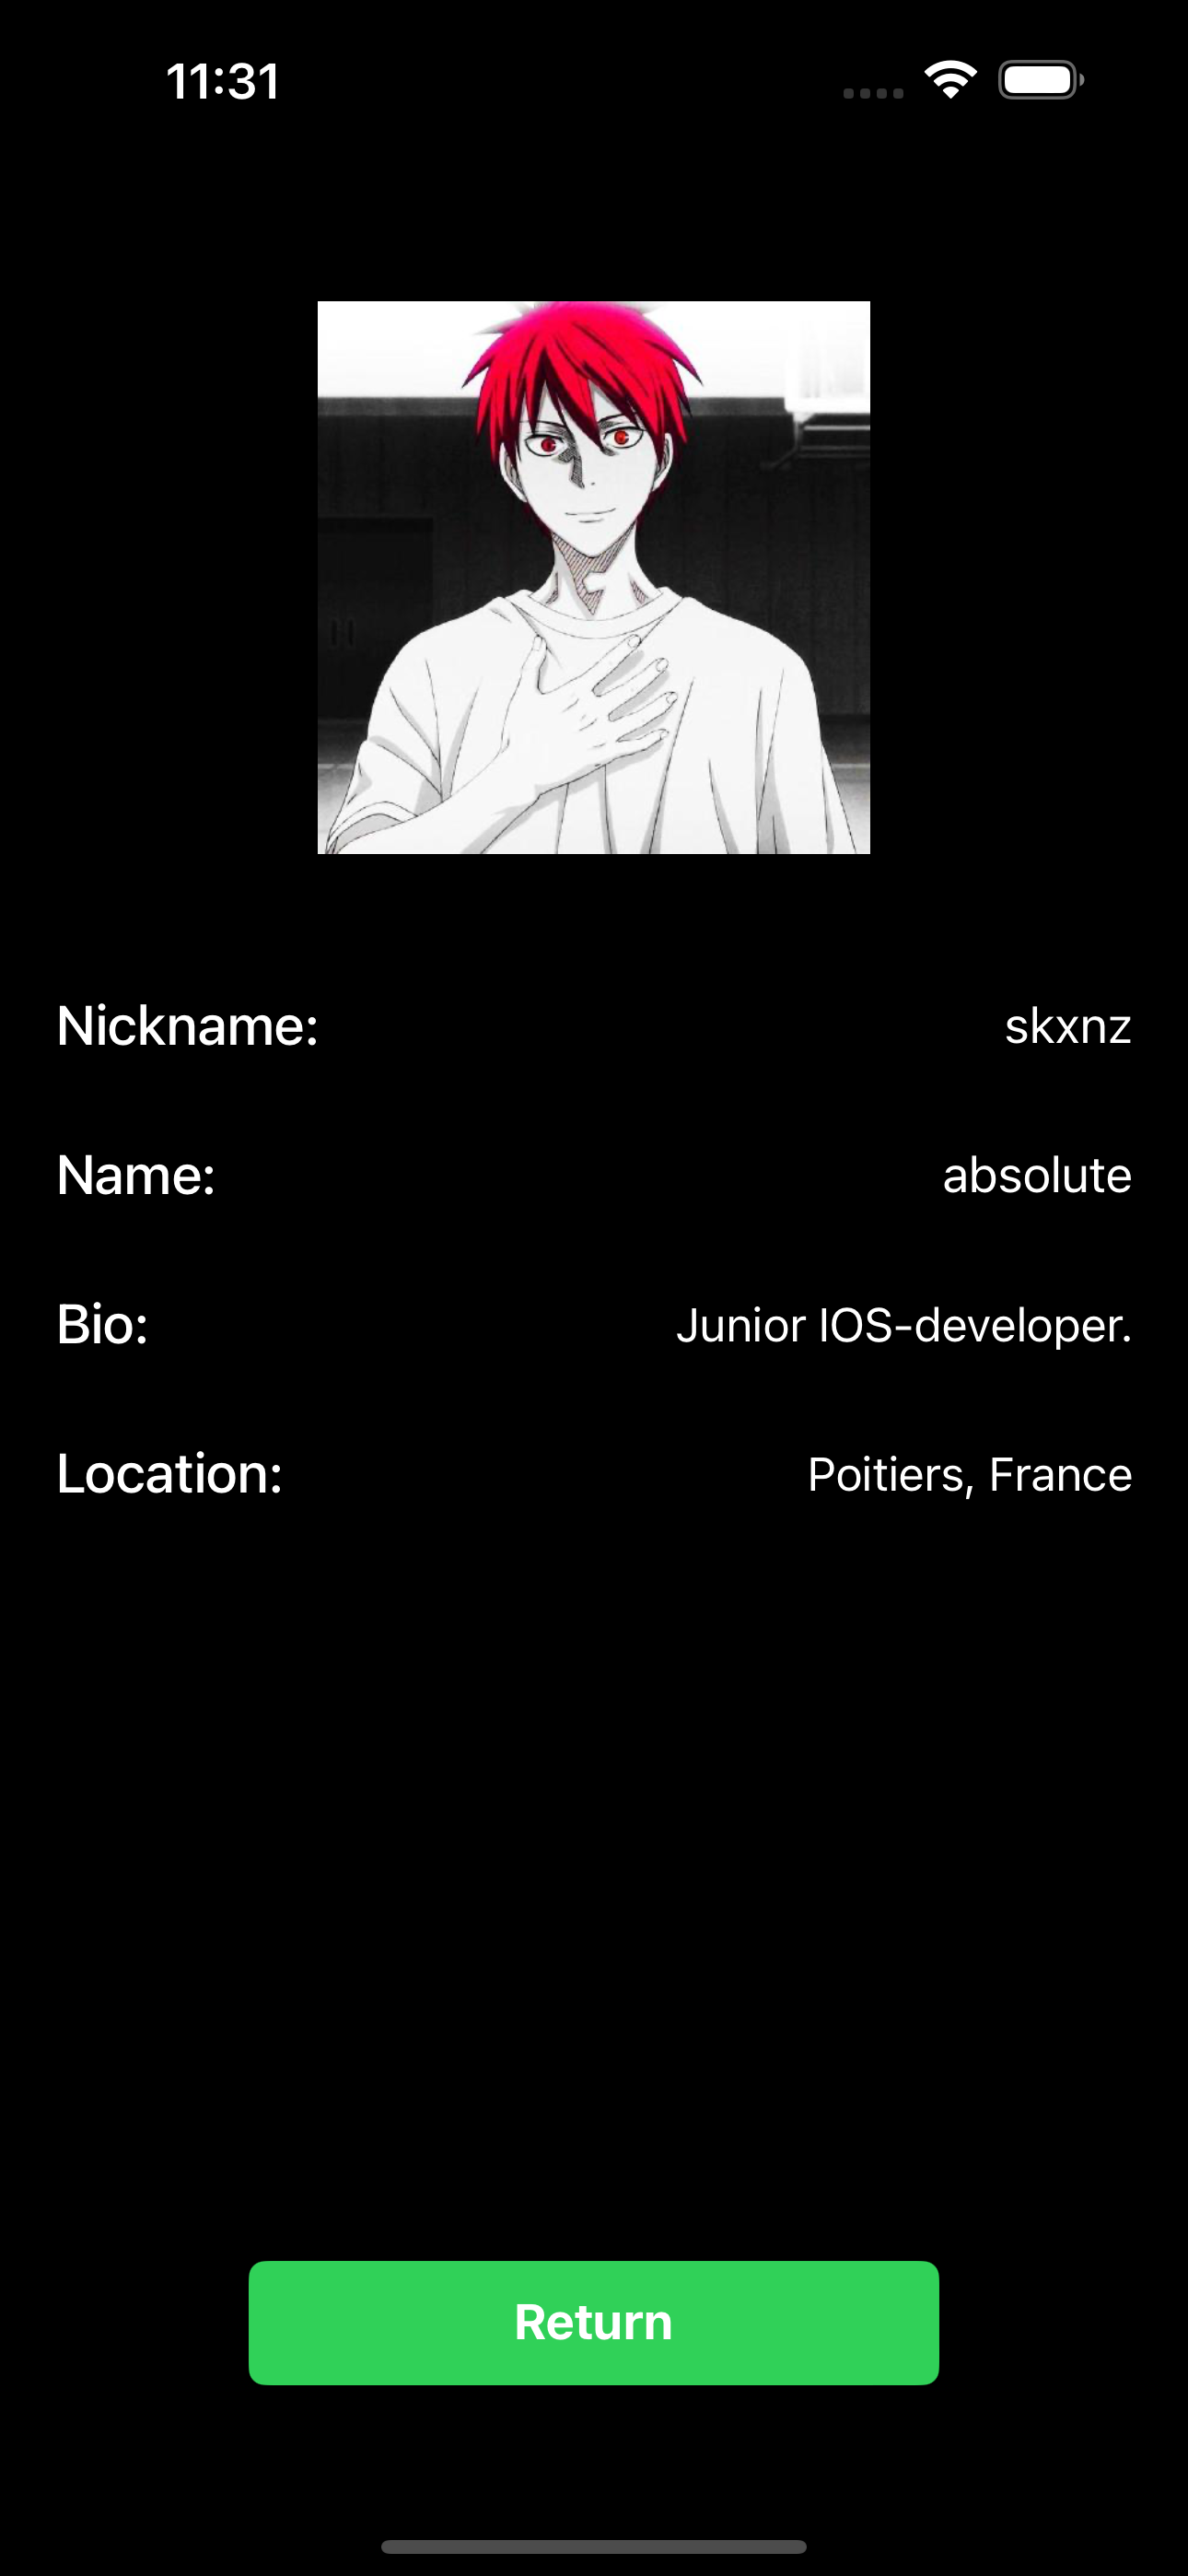 11:31
Nickname: skxnz
Name: absolute
Bio: Junior IOS-developer.
Location: Poitiers, France
Return